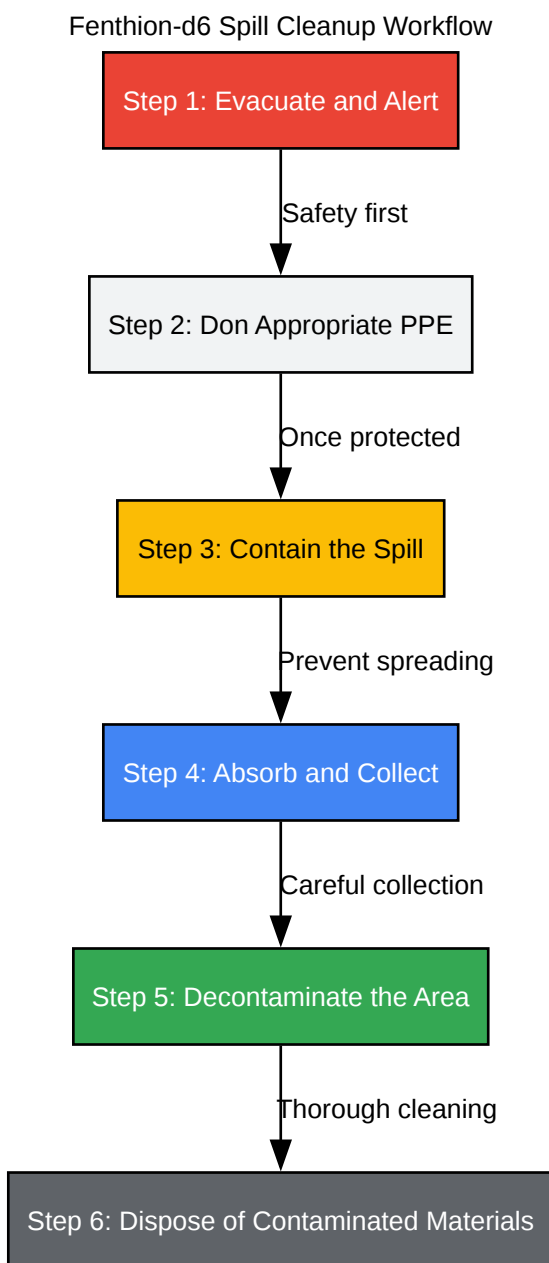 Fenthion-d6 Spill Cleanup Workflow
Step 1: Evacuate and Alert
Safety first
Step 2: Don Appropriate PPE
Once protected
Step 3: Contain the Spill
Prevent spreading
Step 4: Absorb and Collect
Careful collection
Step 5: Decontaminate the Area
Thorough cleaning
Step 6: Dispose of Contaminated Materials